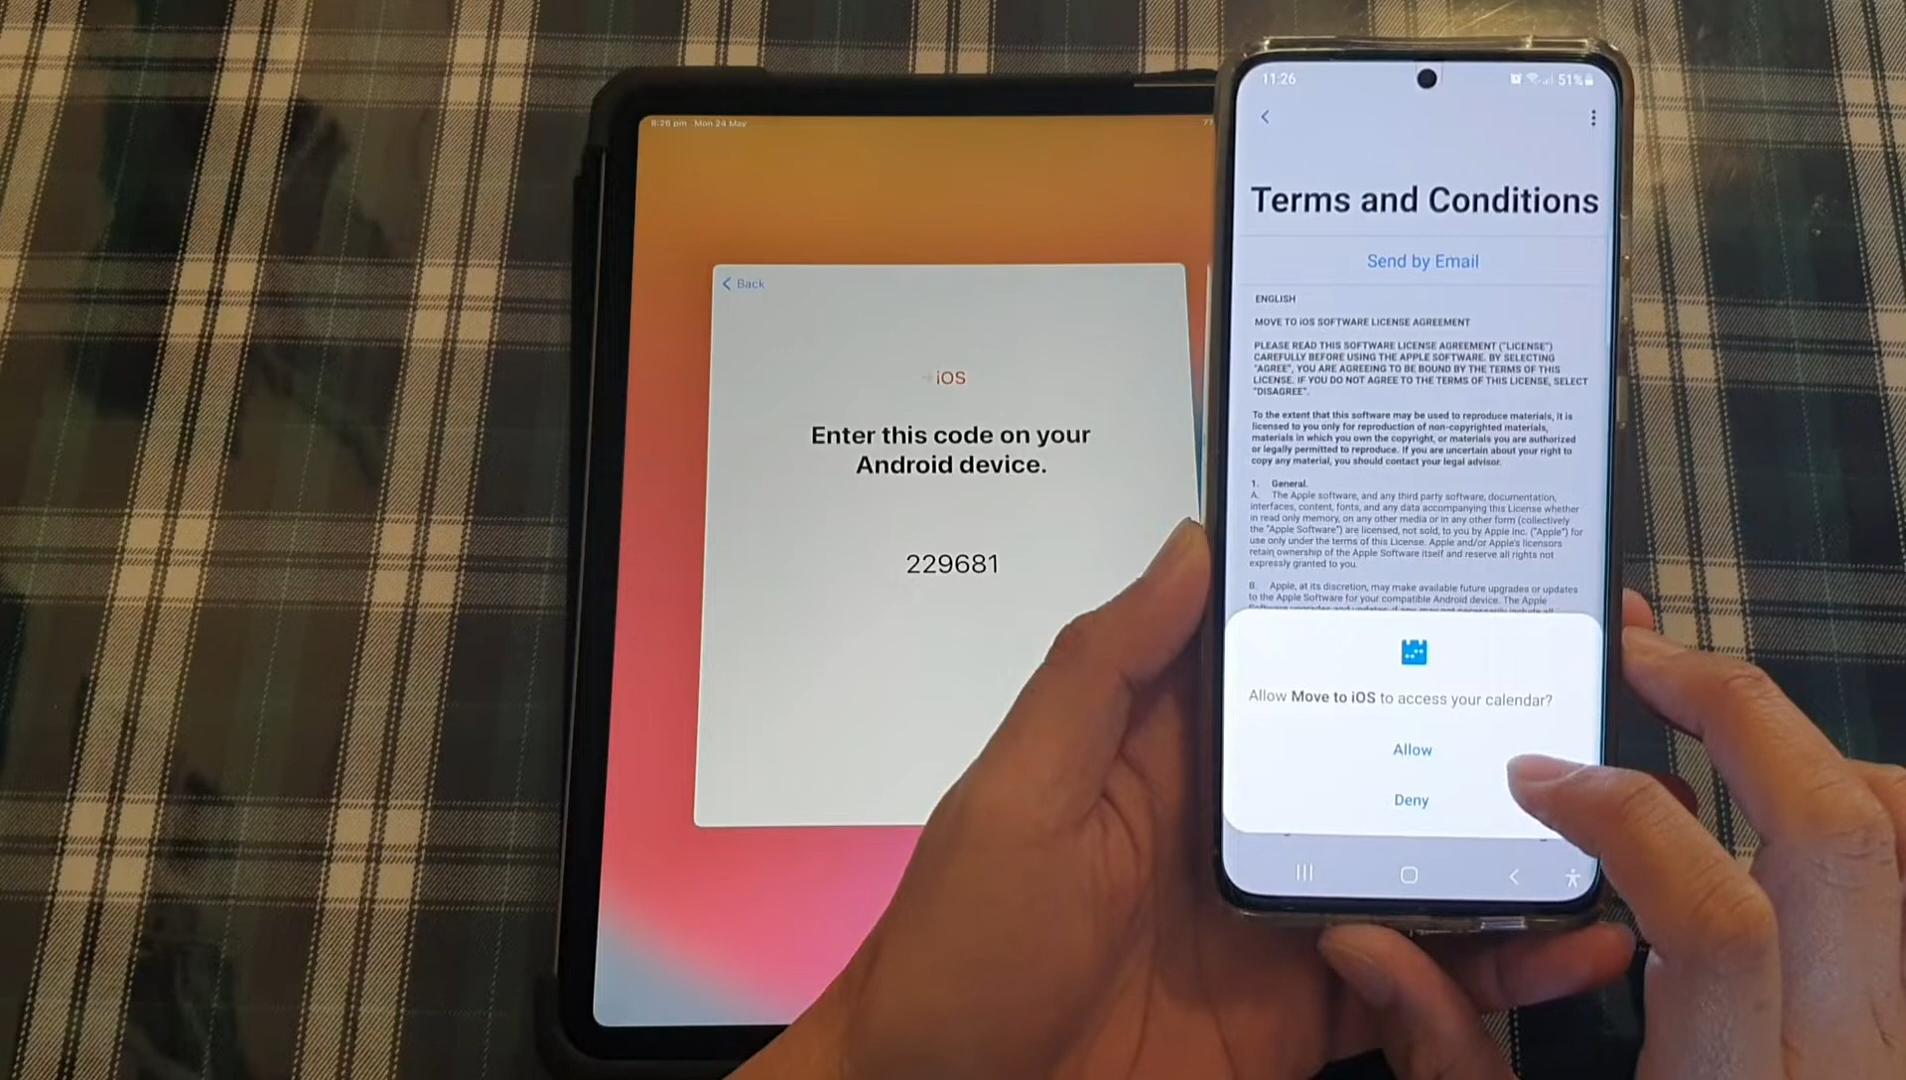 8:26 pm Mon 24 May
Back
iOS
Enter this code on your
Android device.
229681
11:26
51%
Terms and Conditions
Send by Email
ENGLISH
MOVE TO iOS SOFTWARE LICENSE AGREEMENT
PLEASE READ THIS SOFTWARE LICENSE AGREEMENT ("LICENSE")
CAREFULLY BEFORE USING THE APPLE SOFTWARE. BY SELECTING
"AGREE", YOU ARE AGREEING TO BE BOUND BY THE TERMS OF THIS
LICENSE. IF YOU DO NOT AGREE TO THE TERMS OF THIS LICENSE, SELECT
"DISAGREE".
To the extent that this software may be used to reproduce materials, it is
licensed to you only for reproduction of non-copyrighted materials,
materials in which you own the copyright, or materials you are authorized
or legally permitted to reproduce. If you are uncertain about your right to
copy any material, you should contact your legal advisor.
1. General.
A. The Apple software, and any third party software, documentation,
interfaces, content, fonts, and any data accompanying this License whether
in read only memory, on any other media or in any other form (collectively
the "Apple Software") are licensed, not sold, to you by Apple Inc. ("Apple") for
use only under the terms of this License. Apple and/or Apple's licensors
retain ownership of the Apple Software itself and reserve all rights not
expressly granted to you.
B. Apple, at its discretion, may make available future upgrades or updates
to the Apple Software for your compatible Android device. The Apple
Allow Move to iOS to access your calendar?
Allow
Deny